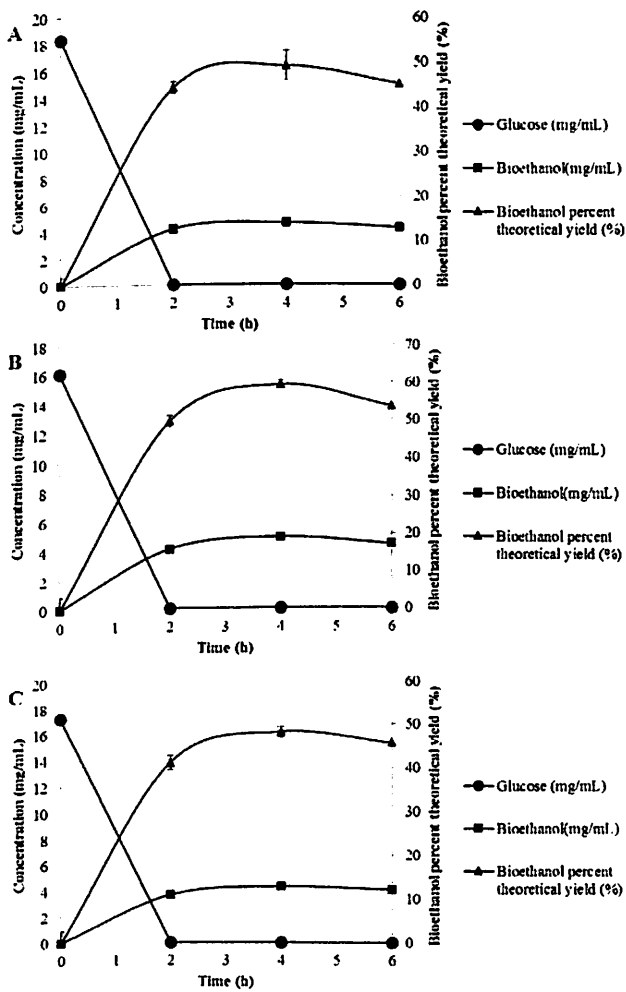 A
20
18
16
14
12
10
8
6
4
2
0
Concentration (mg/mL)
0 1 2 3 4 5 6
Time (h)
60
50
40
30
20
10
0
Bioethanol percent theoretical yield (%)
Glucose (mg/mL)
Bioethanol(mg/mL)
Bioethanol percent
theoretical yield (%)
B
18
16
14
12
10
8
6
4
2
0
Concentration (mg/mL)
0 1 2 3 4 5 6
Time (h)
70
60
50
40
30
20
10
0
Bioethanol percent theoretical yield (%)
Glucose (mg/mL)
Bioethanol(mg/mL)
Bioethanol percent
theoretical yield (%)
C
20
18
16
14
12
10
8
6
4
2
0
Concentration (mg/mL)
0 1 2 3 4 5 6
Time (h)
60
50
40
30
20
10
0
Bioethanol percent theoretical yield (%)
Glucose (mg/mL)
Bioethanol(mg/mL)
Bioethanol percent
theoretical yield (%)